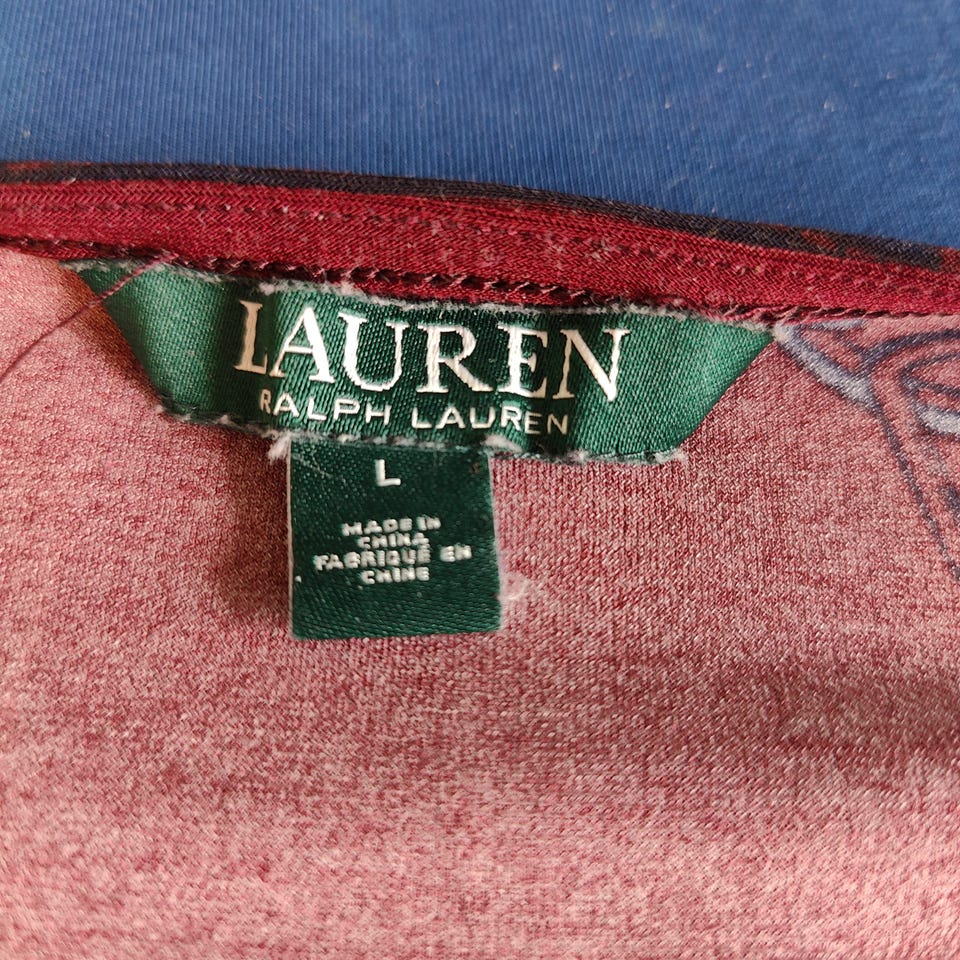 LAUREN
RALPH LAUREN
L
MADE IN
CHINA
FABRIQUÉ EN
CHINE